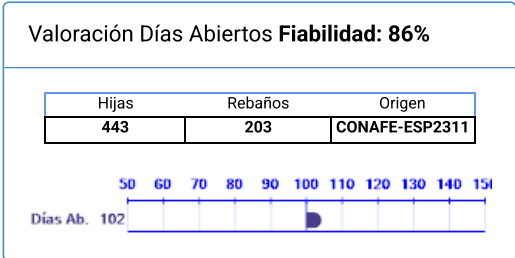 Valoración Días Abiertos Fiabilidad: 86%
Hijas Rebaños Origen
443 203 CONAFE-ESP2311
50 60 70 80 90 100 110 120 130 140
Días Ab. 102